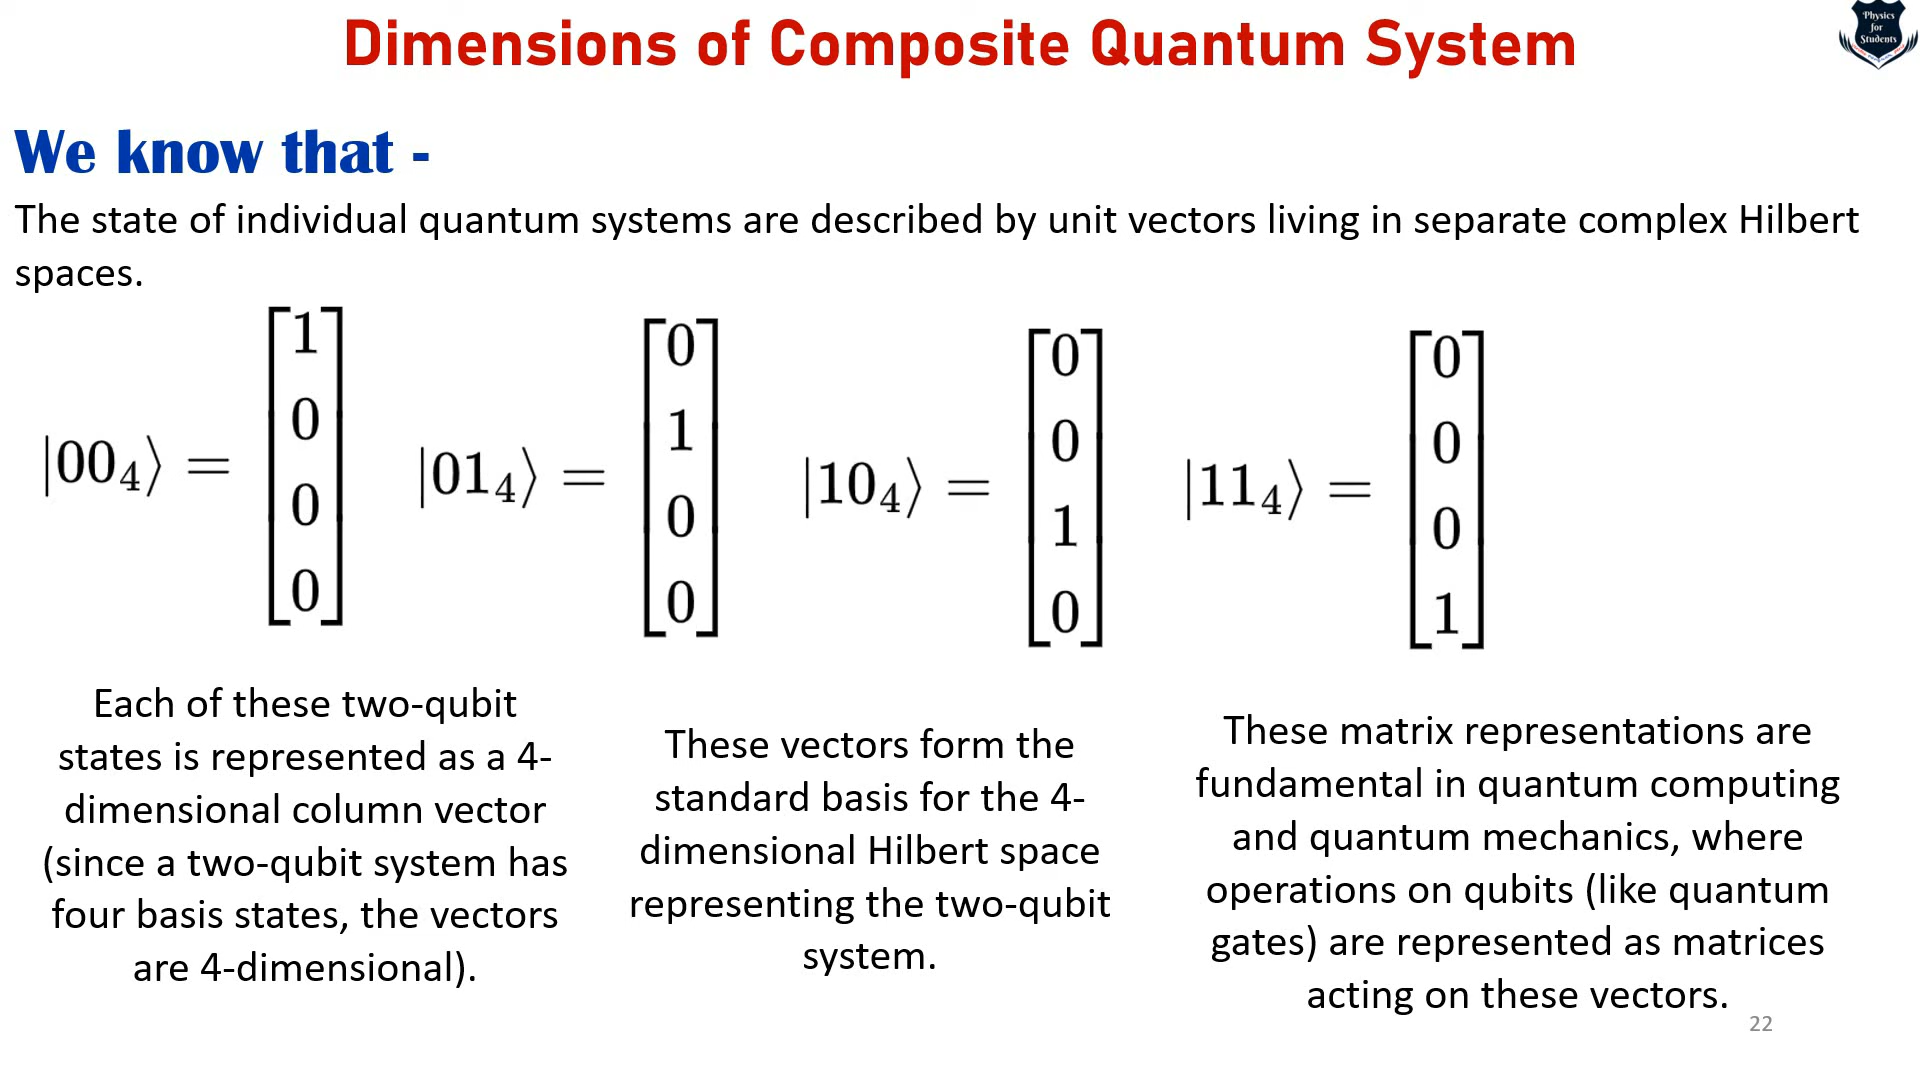 Dimensions of Composite Quantum System
Physics
for
Students
We know that -
The state of individual quantum systems are described by unit vectors living in separate complex Hilbert
spaces.
|00₄⟩ = [1 0 0 0]
|01₄⟩ = [0 1 0 0]
|10₄⟩ = [0 0 1 0]
|11₄⟩ = [0 0 0 1]
Each of these two-qubit
states is represented as a 4-
dimensional column vector
(since a two-qubit system has
four basis states, the vectors
are 4-dimensional).
These vectors form the
standard basis for the 4-
dimensional Hilbert space
representing the two-qubit
system.
These matrix representations are
fundamental in quantum computing
and quantum mechanics, where
operations on qubits (like quantum
gates) are represented as matrices
acting on these vectors.
22